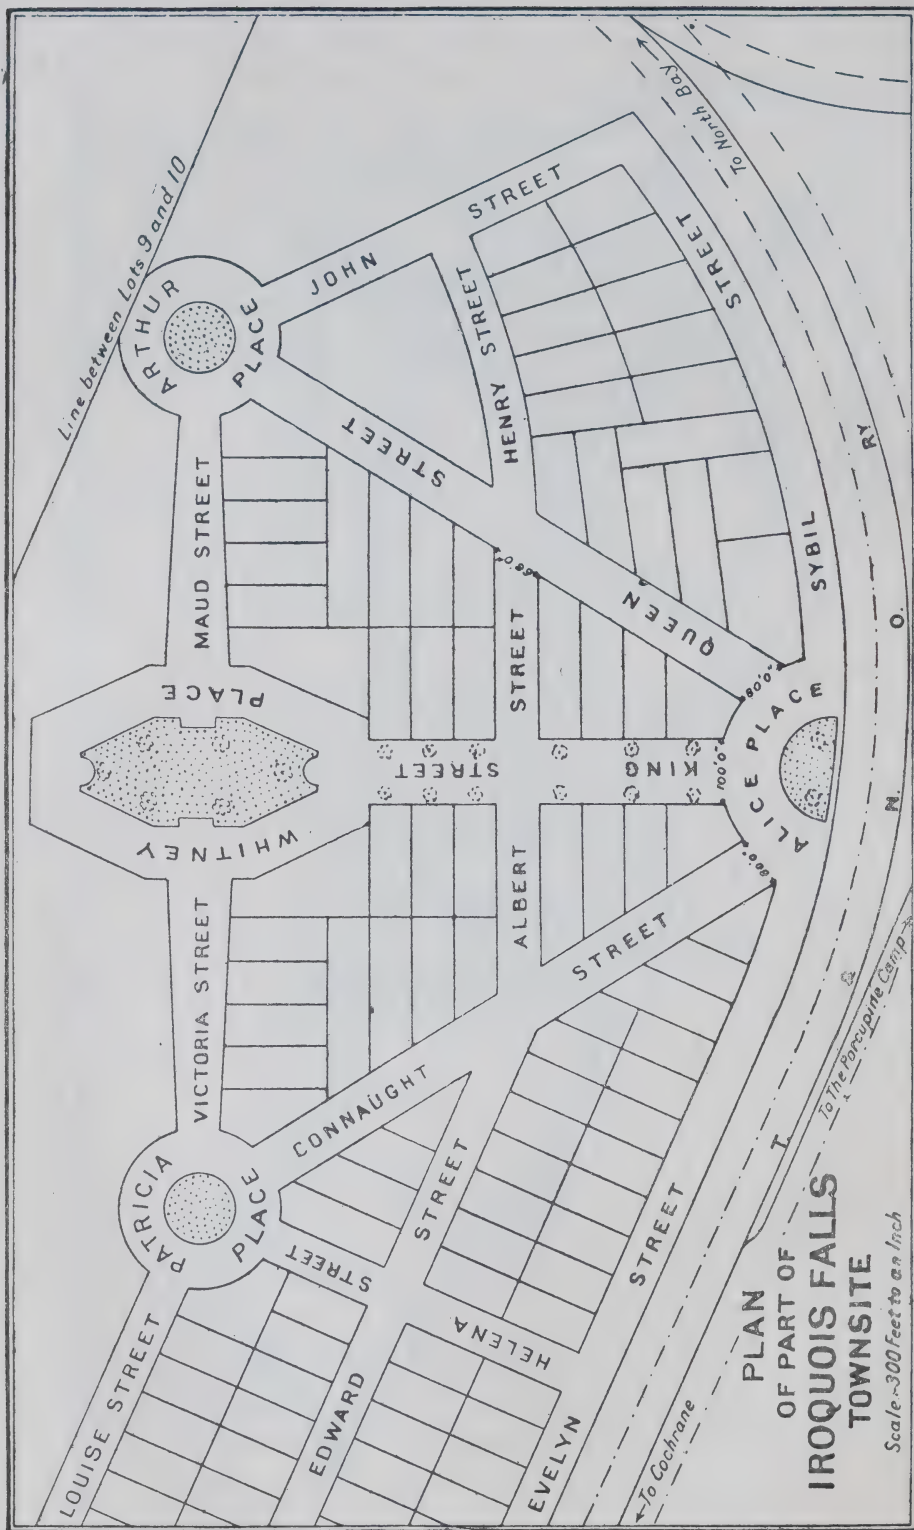 PLAN
OF PART OF
IROQUOIS FALLS
TOWNSITE
Scale:-300 Feet to an Inch
Line between Lots 9 and 10
ARTHUR PLACE
JOHN STREET
HENRY STREET
To North Bay
MAUD STREET
QUEEN STREET
68'0"
SYBIL STREET
WHITNEY PLACE
KING STREET
ALBERT STREET
80'0"
100'0"
80'0"
ALICE PLACE
VICTORIA STREET
CONNAUGHT STREET
PATRICIA PLACE
HELENA STREET
LOUISE STREET
EDWARD STREET
EVELYN STREET
T. & N. O. RY
To The Porcupine Camp
To Cochrane